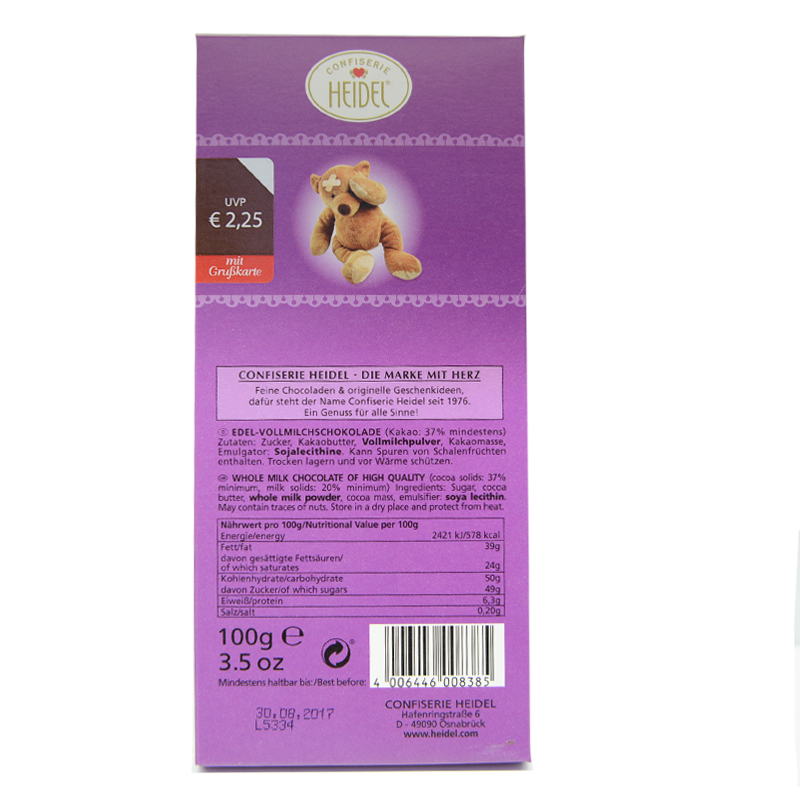 CONFISERIE
HEIDEL®
UVP
€ 2,25
mit
Grußkarte
CONFISERIE HEIDEL · DIE MARKE MIT HERZ
Feine Chocoladen & originelle Geschenkideen,
dafür steht der Name Confiserie Heidel seit 1976.
Ein Genuss für alle Sinne!
EDEL-VOLLMILCHSCHOKOLADE (Kakao: 37% mindestens)
Zutaten: Zucker, Kakaobutter, Vollmilchpulver, Kakaomasse,
Emulgator: Sojalecithine. Kann Spuren von Schalenfrüchten
enthalten. Trocken lagern und vor Wärme schützen.
WHOLE MILK CHOCOLATE OF HIGH QUALITY (cocoa solids: 37%
minimum, milk solids: 20% minimum) Ingredients: Sugar, cocoa
butter, whole milk powder, cocoa mass, emulsifier: soya lecithin.
May contain traces of nuts. Store in a dry place and protect from heat.
Nährwert pro 100g/Nutritional Value per 100g
Energie/energy 2421 kJ/578 kcal
Fett/fat 39g
davon gesättigte Fettsäuren/
of which saturates 24g
Kohlenhydrate/carbohydrate 50g
davon Zucker/of which sugars 49g
Eiweiß/protein 6,3g
Salz/salt 0,20g
100g ℮
3.5 oz
Mindestens haltbar bis:/Best before:
4 006446 008385
30.08.2017
L5334
CONFISERIE HEIDEL
Hafenringstraße 6
D - 49090 Osnabrück
www.heidel.com